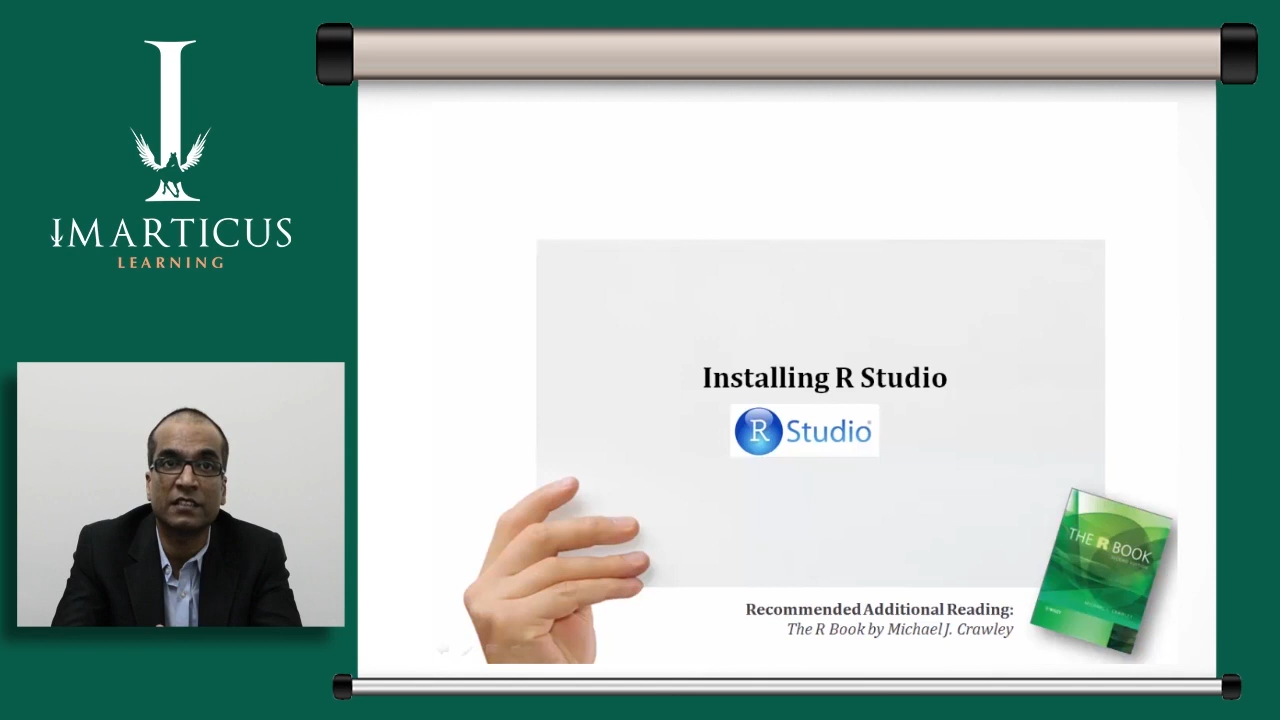 IMARTICUS
LEARNING
Installing R Studio
R Studio
Recommended Additional Reading:
The R Book by Michael J. Crawley
THE R BOOK